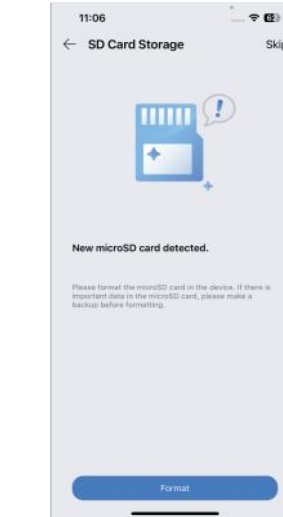 11:06
SD Card Storage
Skip
New microSD card detected.
Please format the microSD card in the device. If there is
important data in the microSD card, please make a
backup before formatting.
Format